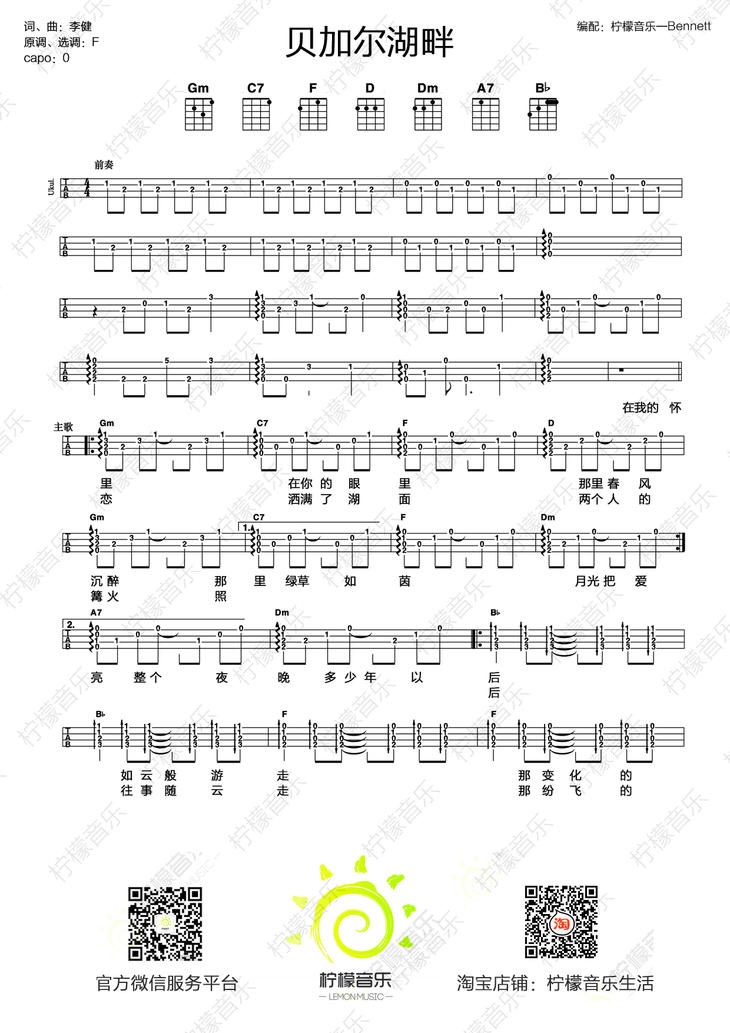 词、曲：李健
原调、选调：F
capo：0
贝加尔湖畔
编配：柠檬音乐—Bennett
Gm C7 F D Dm A7 B♭
前奏
Ukul.
在我的 怀
主歌
Gm C7 F D
里 在你 的 眼 里 那里 春 风
恋 洒满 了 湖 面 两个 人 的
Gm 1. C7 F Dm
沉 醉 那 里 绿草 如 茵 月光 把 爱
篝 火 照
2. A7 Dm B♭
亮 整个 夜 晚 多 少 年 以 后
后
B♭ F F
如 云 般 游 走 那 变 化 的
往 事 随 云 走 那 纷 飞 的
官方微信服务平台
柠檬音乐
LEMON MUSIC
淘
淘宝店铺：柠檬音乐生活